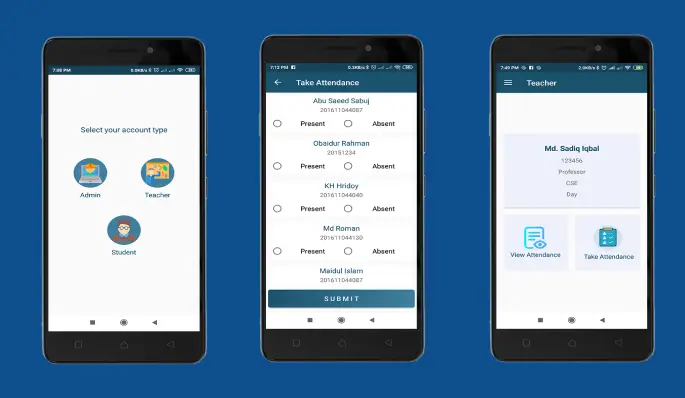 7:08 PM
0.0KB/s
Select your account type
Admin
Teacher
Student
7:12 PM
0.3KB/s
Take Attendance
Abu Saeed Sabuj
201611044087
Present Absent
Obaidur Rahman
20151234
Present Absent
KH Hridoy
201611044040
Present Absent
Md Roman
201611044130
Present Absent
Maidul Islam
201611044087
SUBMIT
7:49 PM
2.0KB/s
Teacher
Md. Sadiq Iqbal
123456
Professor
CSE
Day
View Attendance
Take Attendance